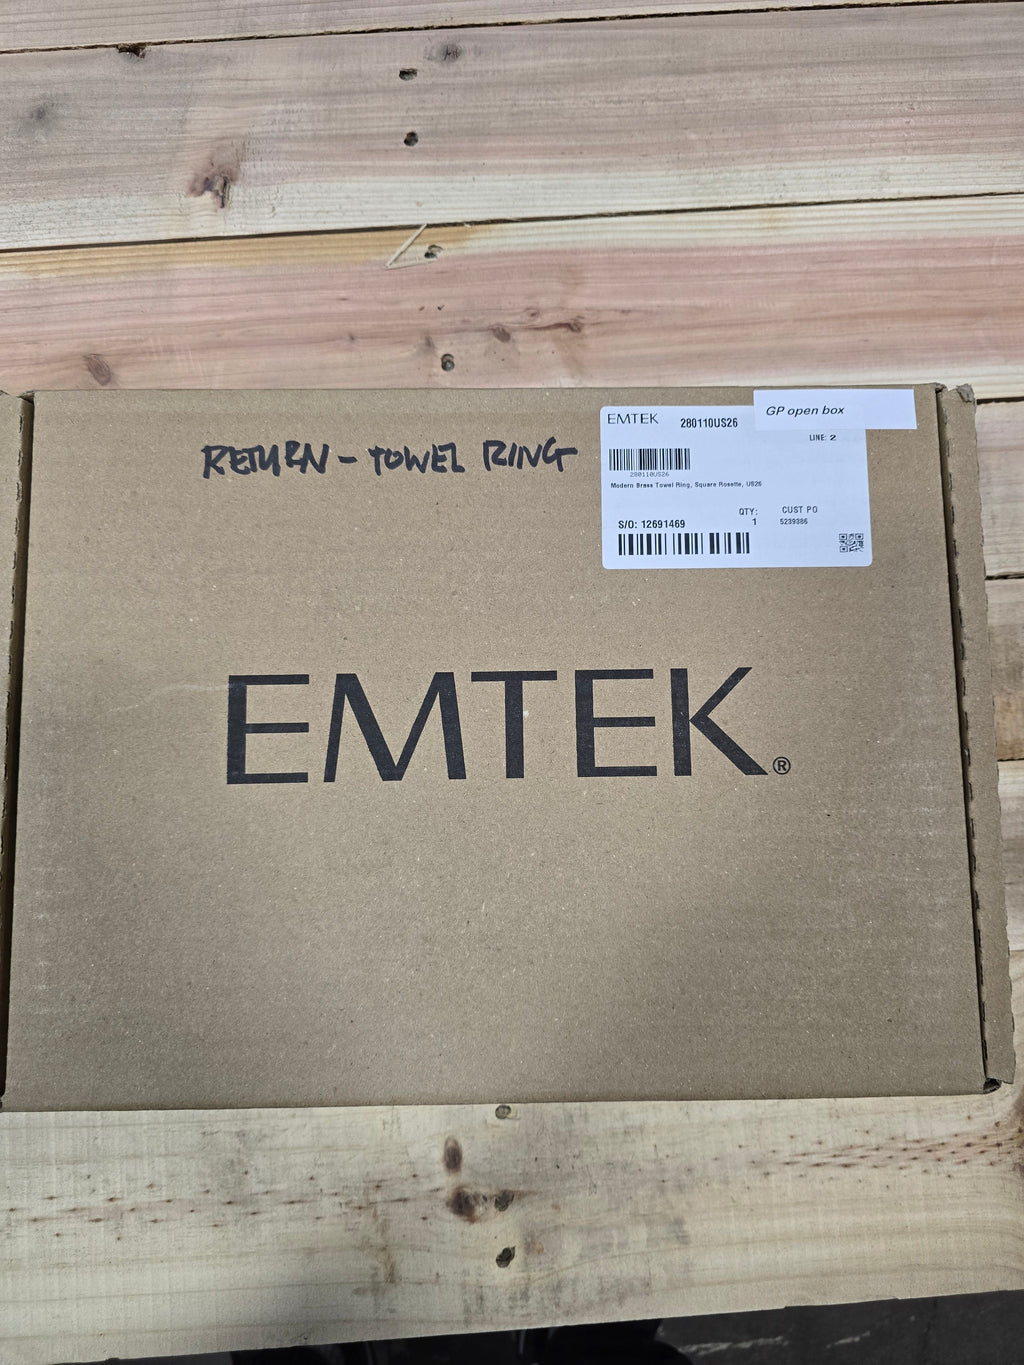 RETURN - TOWEL RING
EMTEK 280110US26
GP open box
LINE: 2
280110US26
Modern Brass Towel Ring, Square Rosette, US26
QTY: CUST PO
S/O: 12691469 1 5239386
EMTEK®